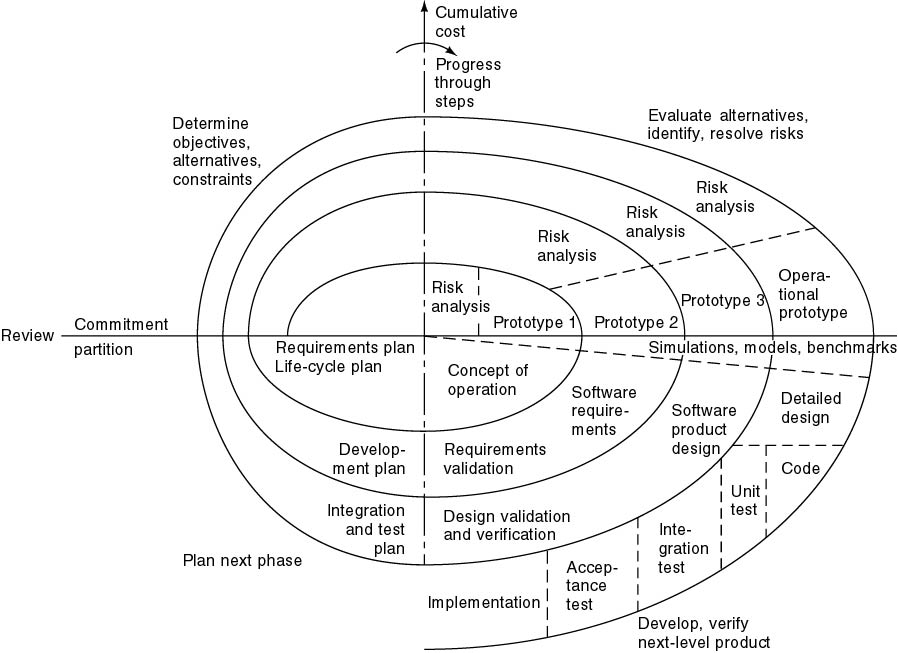 Cumulative
cost
Progress
through
steps
Determine
objectives,
alternatives,
constraints
Evaluate alternatives,
identify, resolve risks
Risk
analysis
Risk
analysis
Risk
analysis
Risk
analysis
Prototype 1
Prototype 2
Prototype 3
Opera-
tional
prototype
Review
Commitment
partition
Requirements plan
Life-cycle plan
Concept of
operation
Simulations, models, benchmarks
Software
require-
ments
Software
product
design
Detailed
design
Develop-
ment plan
Requirements
validation
Code
Unit
test
Integration
and test
plan
Design validation
and verification
Inte-
gration
test
Plan next phase
Accep-
tance
test
Implementation
Develop, verify
next-level product